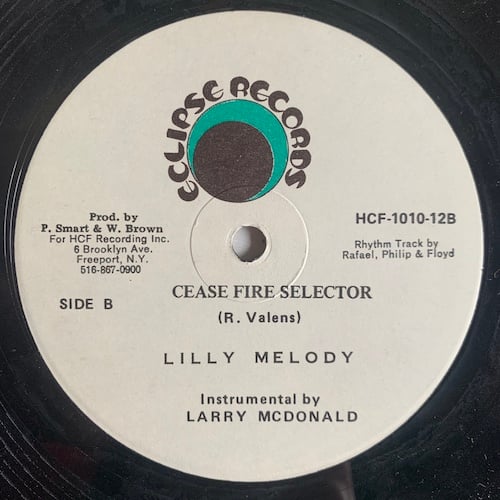 ECLIPSE RECORDS
Prod. by
P. Smart & W. Brown
For HCF Recording Inc.
6 Brooklyn Ave.
Freeport, N.Y.
516-867-0900
HCF-1010-12B
Rhythm Track by
Rafael, Philip & Floyd
SIDE B
CEASE FIRE SELECTOR
(R. Valens)
LILLY MELODY
Instrumental by
LARRY MCDONALD